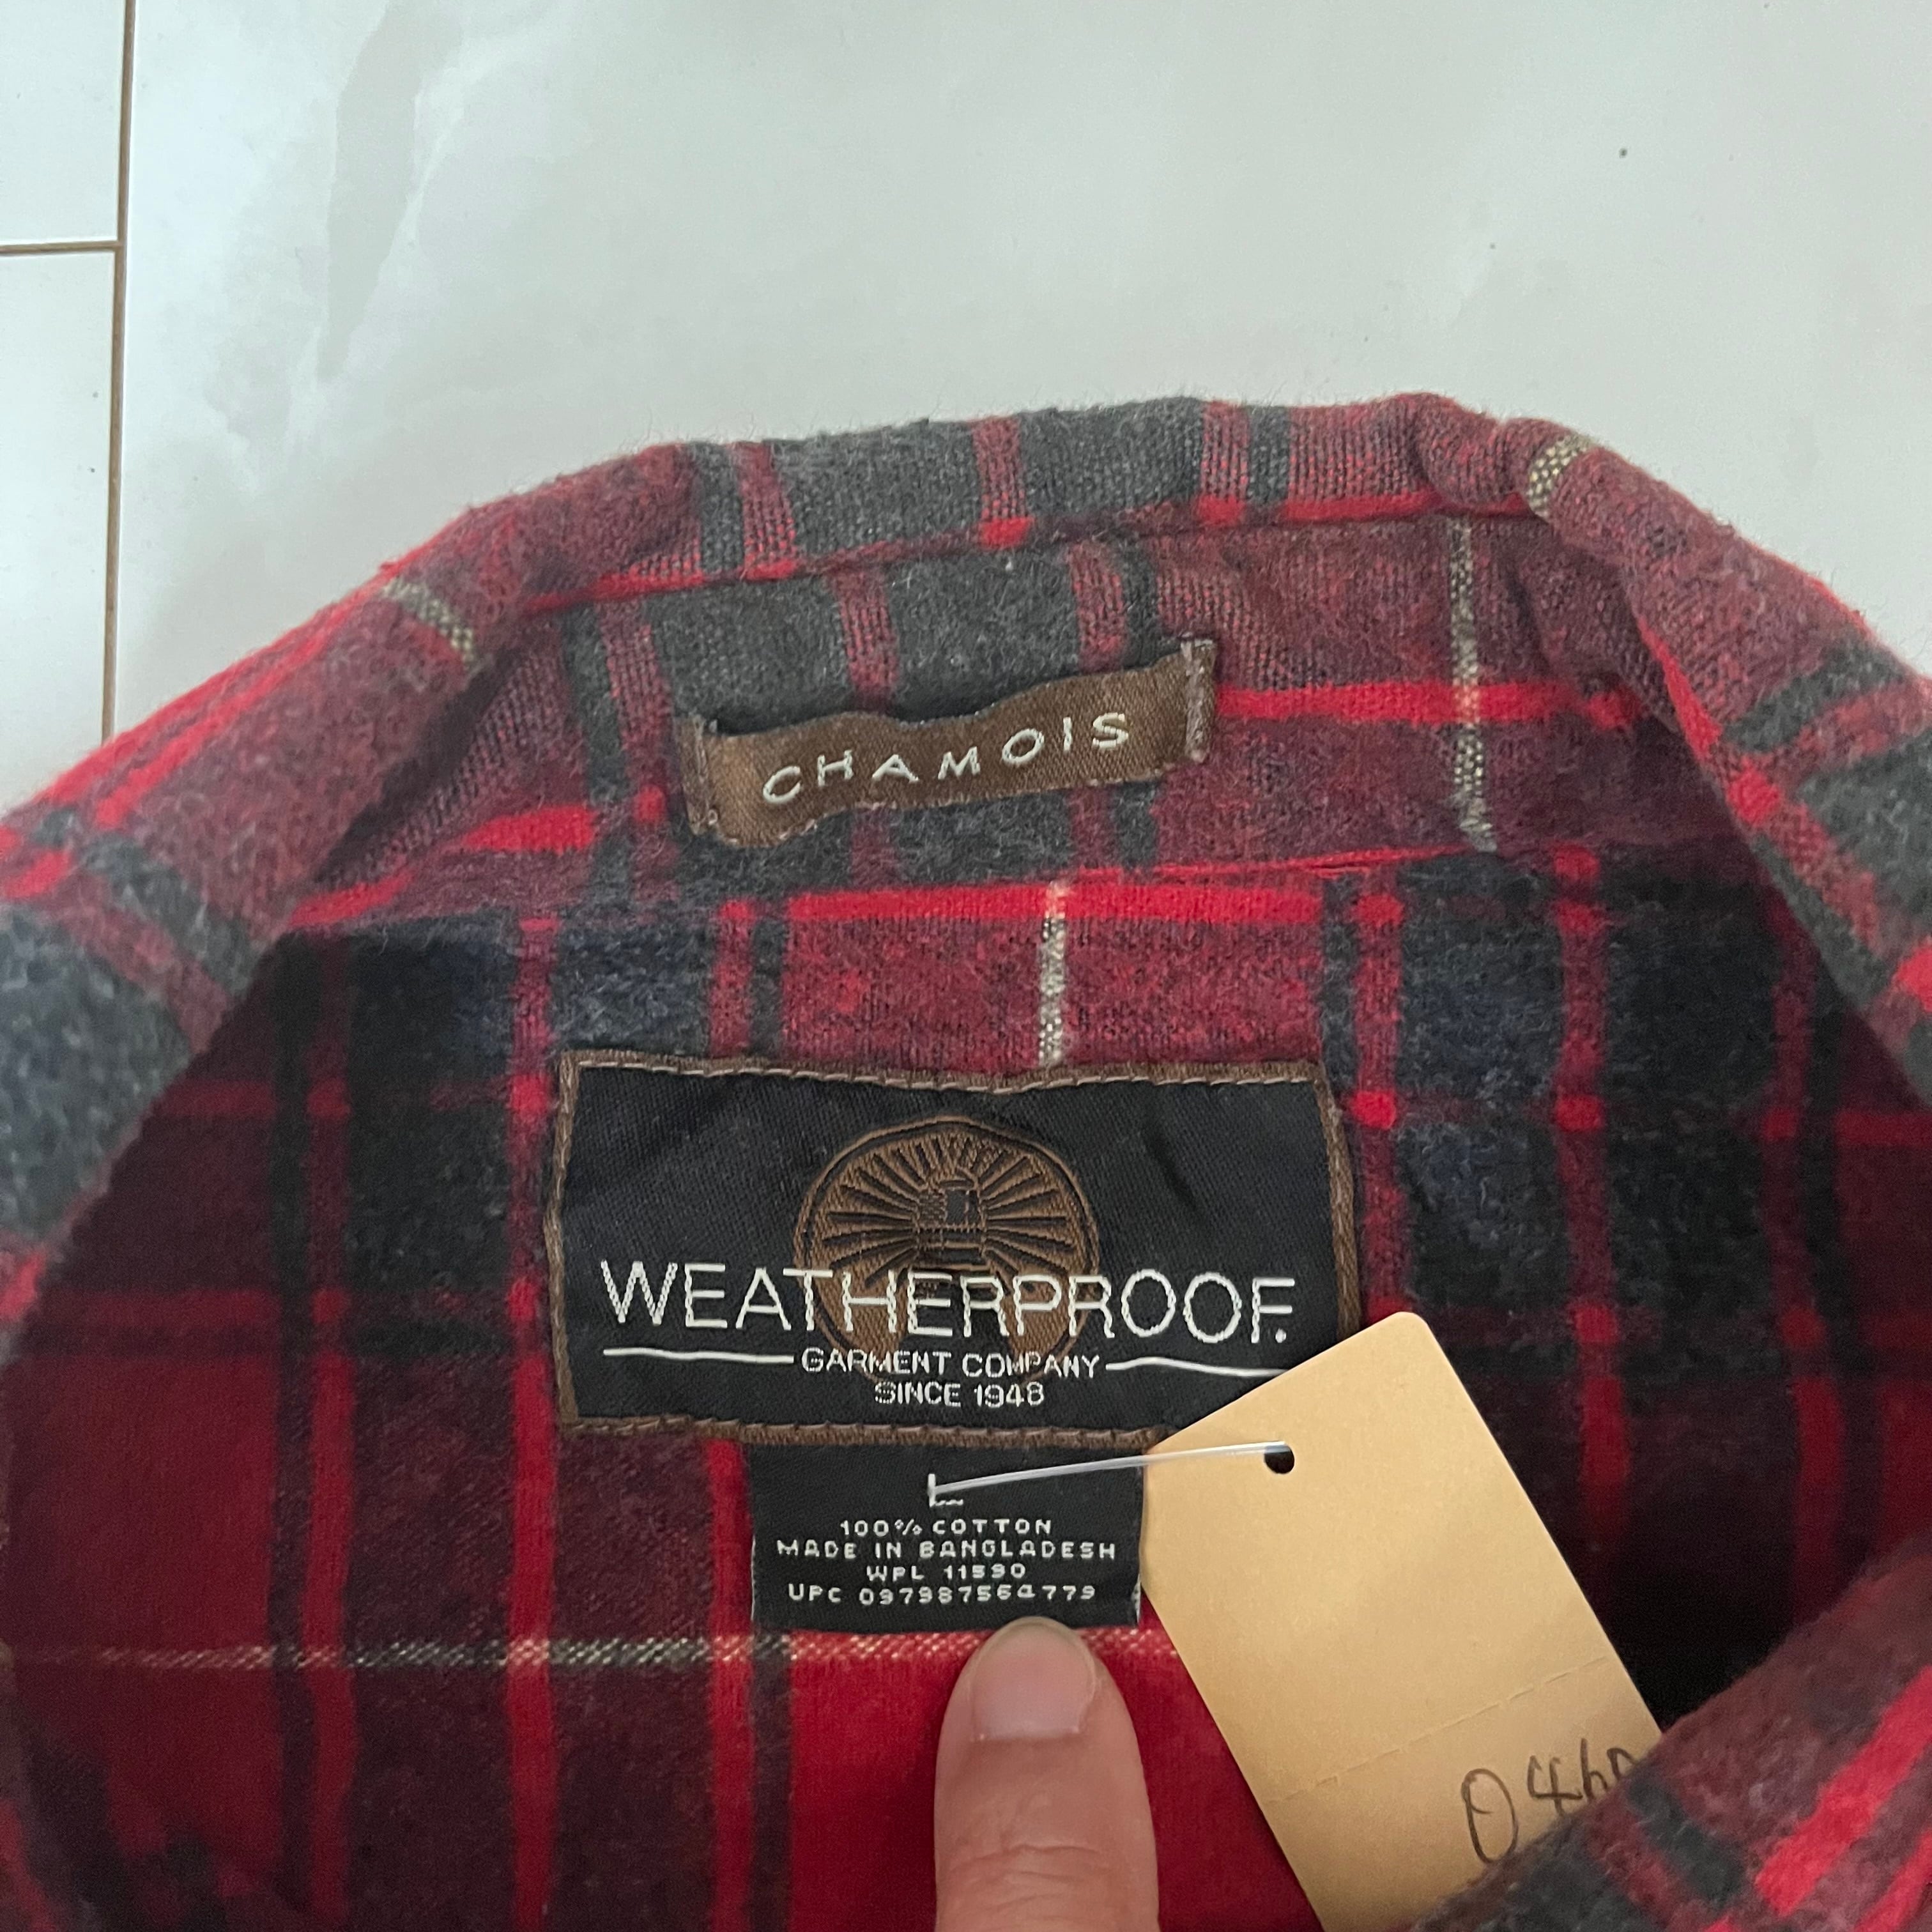 CHAMOIS
WEATHERPROOF.
GARMENT COMPANY
SINCE 1948
L
100% COTTON
MADE IN BANGLADESH
WPL 11590
UPC 097987564779